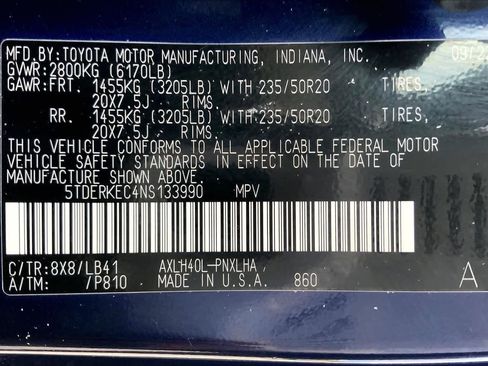 MFD.BY:TOYOTA MOTOR MANUFACTURING, INDIANA, INC. 09/2
GVWR:2800KG (6170LB)
GAWR:FRT. 1455KG (3205LB) WITH 235/50R20 TIRES,
20X7.5J RIMS.
RR. 1455KG (3205LB) WITH 235/50R20 TIRES,
20X7.5J RIMS.
THIS VEHICLE CONFORMS TO ALL APPLICABLE FEDERAL MOTOR
VEHICLE SAFETY STANDARDS IN EFFECT ON THE DATE OF
MANUFACTURE SHOWN ABOVE.
5TDERKEC4NS133990 MPV
C/TR:8X8/LB41 AXLH40L-PNXLHA A
A/TM: /P810 MADE IN U.S.A. 860